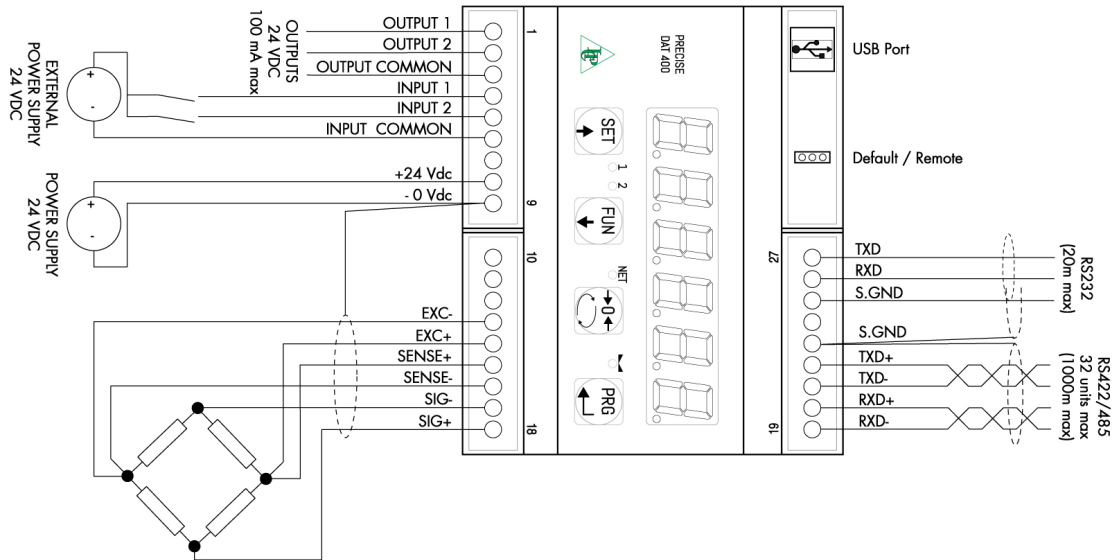 OUTPUT 1
OUTPUT 2
OUTPUT COMMON
INPUT 1
INPUT 2
INPUT COMMON
+24 Vdc
- 0 Vdc
EXC-
EXC+
SENSE+
SENSE-
SIG-
SIG+
OUTPUTS
24 VDC
100 mA max
EXTERNAL
POWER SUPPLY
24 VDC
+
-
POWER SUPPLY
24 VDC
+
-
1
9
10
18
PRECISE
DAT 400
SET
1
2
FUN
NET
0
PRG
USB Port
Default / Remote
27
19
TXD
RXD
S.GND
S.GND
TXD+
TXD-
RXD+
RXD-
RS232
(20m max)
RS422/485
32 units max
(1000m max)